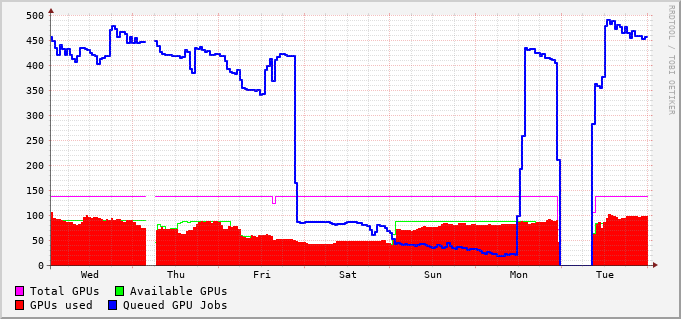 500
450
400
350
300
250
200
150
100
50
0
Wed Thu Fri Sat Sun Mon Tue
Total GPUs Available GPUs
GPUs used Queued GPU Jobs
RRDTOOL / TOBI OETIKER